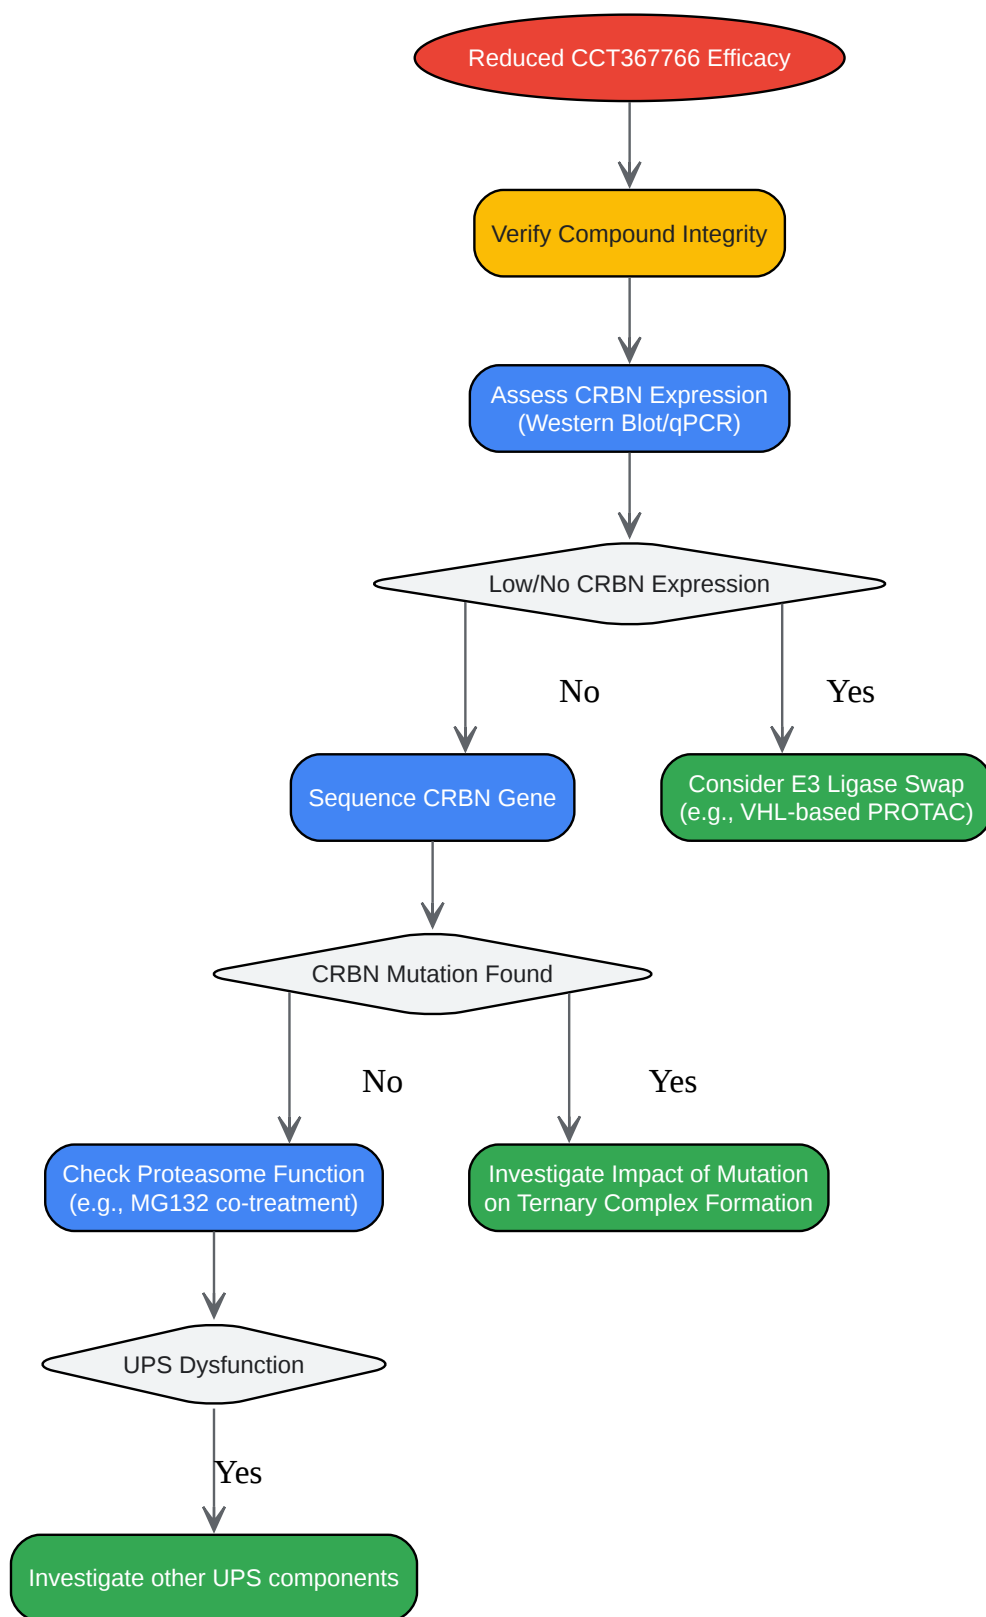 Reduced CCT367766 Efficacy
Verify Compound Integrity
Assess CRBN Expression
(Western Blot/qPCR)
Low/No CRBN Expression
No
Yes
Sequence CRBN Gene
Consider E3 Ligase Swap
(e.g., VHL-based PROTAC)
CRBN Mutation Found
No
Yes
Check Proteasome Function
(e.g., MG132 co-treatment)
Investigate Impact of Mutation
on Ternary Complex Formation
UPS Dysfunction
Yes
Investigate other UPS components